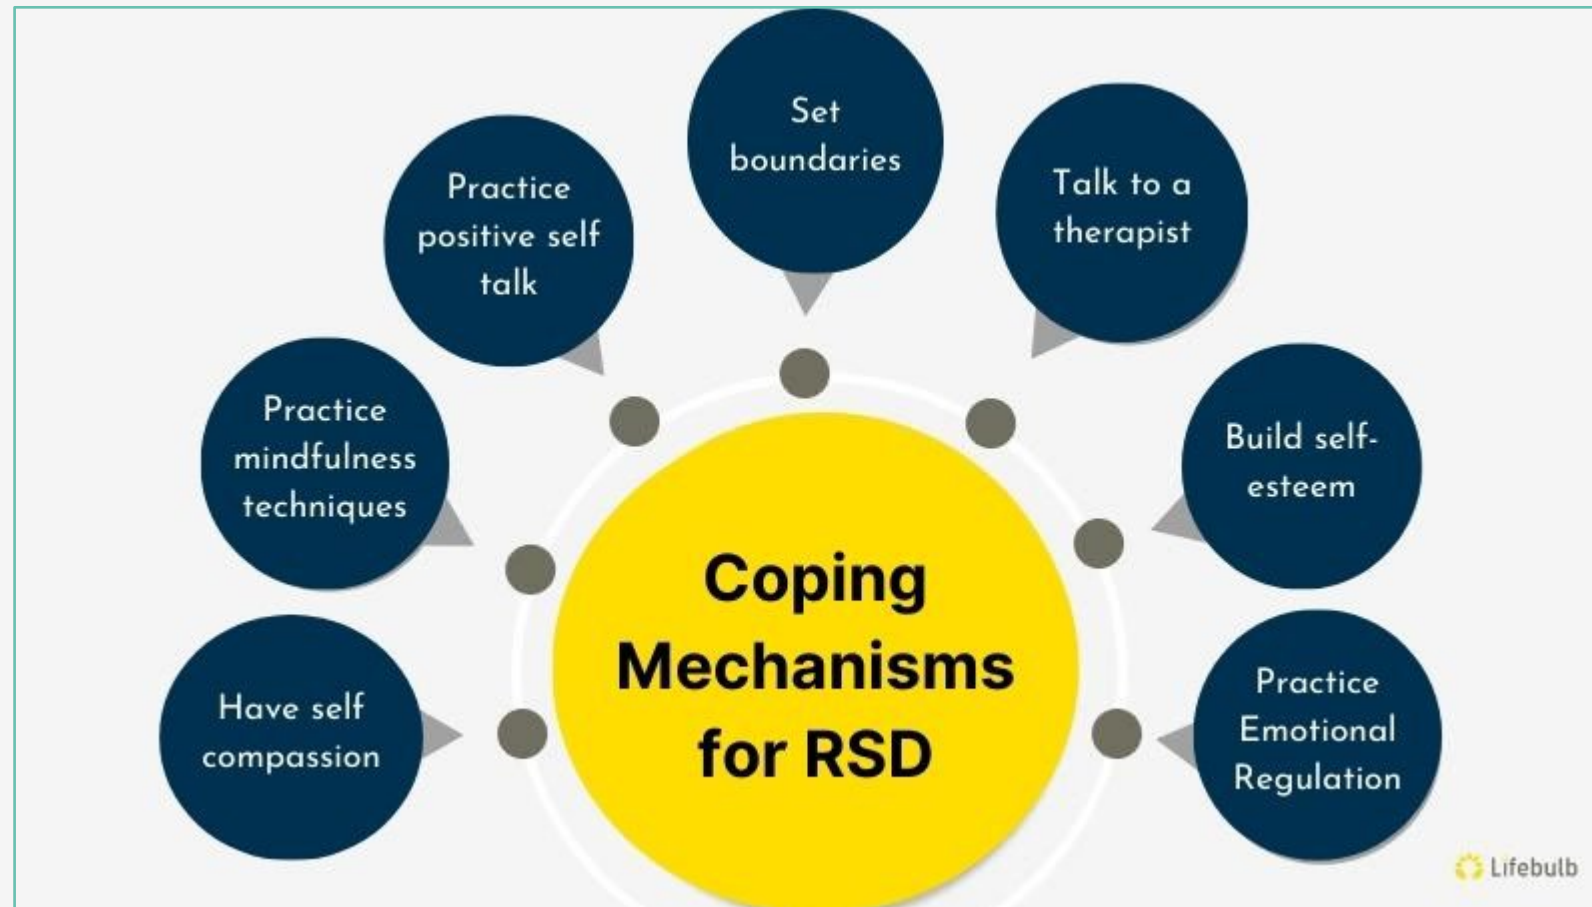 Set
boundaries
Talk to a
therapist
Practice
positive self
talk
Practice
mindfulness
techniques
Build self-
esteem
Coping
Mechanisms
for RSD
Have self
compassion
Practice
Emotional
Regulation
Lifebulb